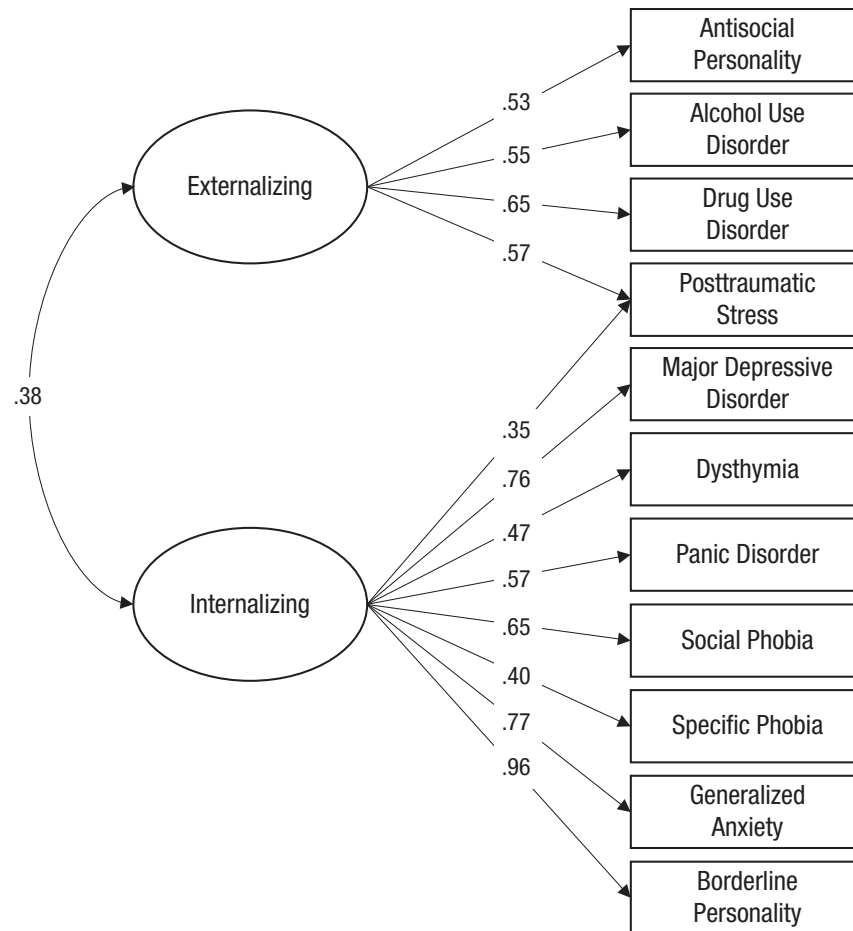 Antisocial
Personality
.53
Alcohol Use
Disorder
.55
Externalizing
Drug Use
Disorder
.65
.57
Posttraumatic
Stress
Major Depressive
Disorder
.38
.35
.76
Dysthymia
.47
Panic Disorder
.57
Internalizing
.65
Social Phobia
.40
Specific Phobia
.77
.96
Generalized
Anxiety
Borderline
Personality